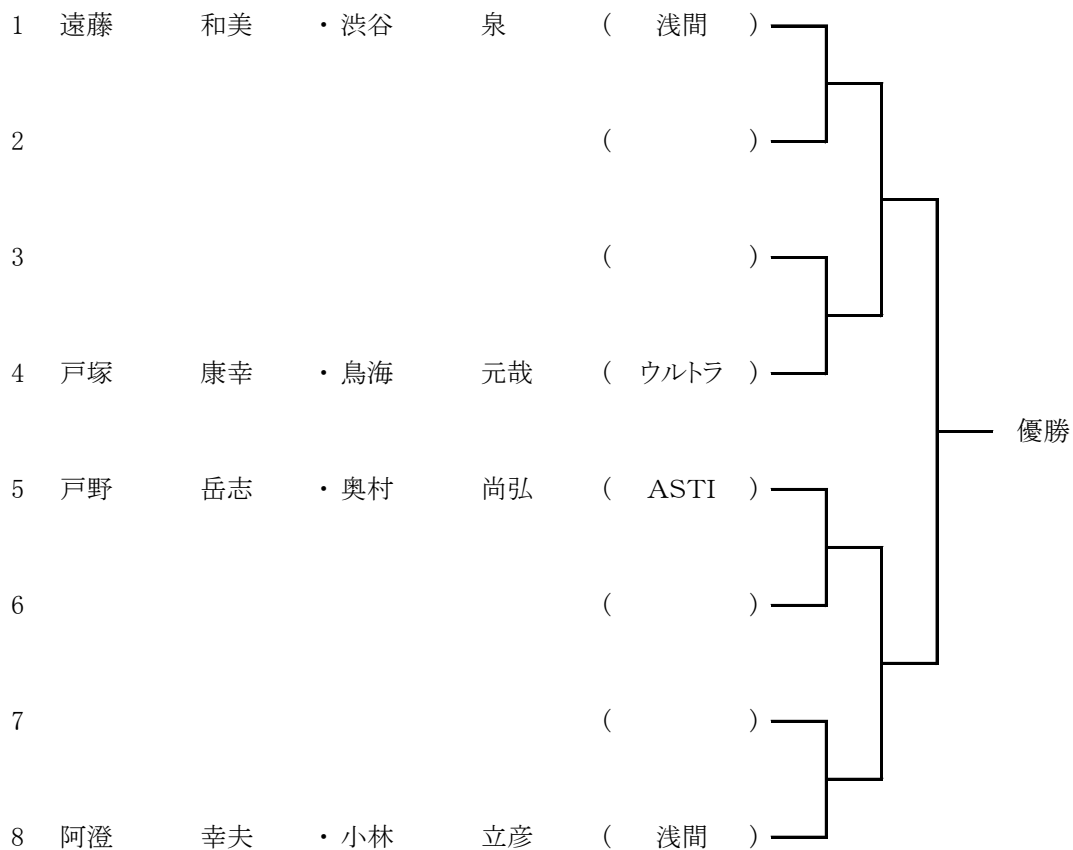 1 遠藤 和美 ・渋谷 泉 ( 浅間 )
2 ( )
3 ( )
4 戸塚 康幸 ・鳥海 元哉 ( ウルトラ )
優勝
5 戸野 岳志 ・奥村 尚弘 ( ASTI )
6 ( )
7 ( )
8 阿澄 幸夫 ・小林 立彦 ( 浅間 )